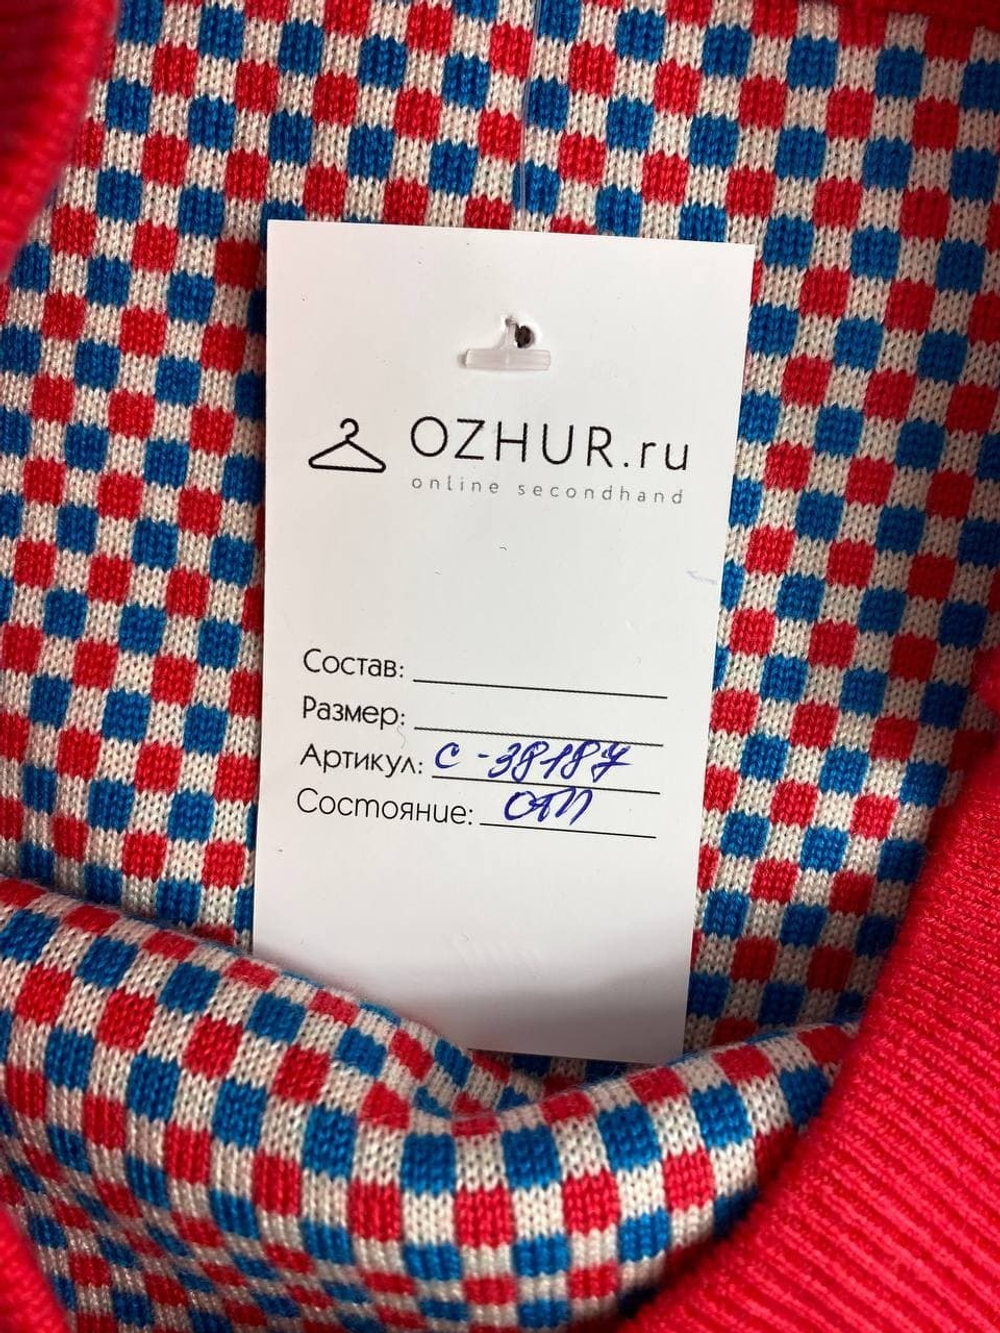 OZHUR.ru
online secondhand
Состав:
Размер:
Артикул: С-38187
Состояние: отл